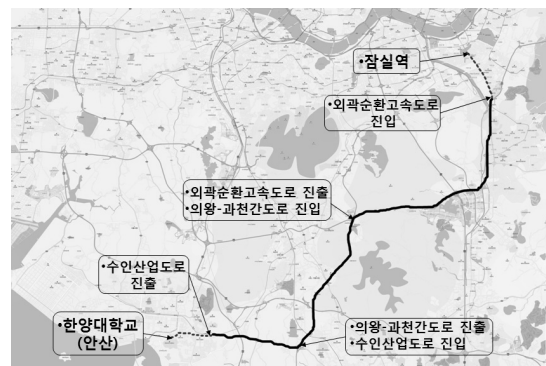 •잠실역
•외곽순환고속도로
진입
•외곽순환고속도로 진출
•의왕-과천간도로 진입
•수인산업도로
진출
•한양대학교
(안산)
•의왕-과천간도로 진출
•수인산업도로 진입